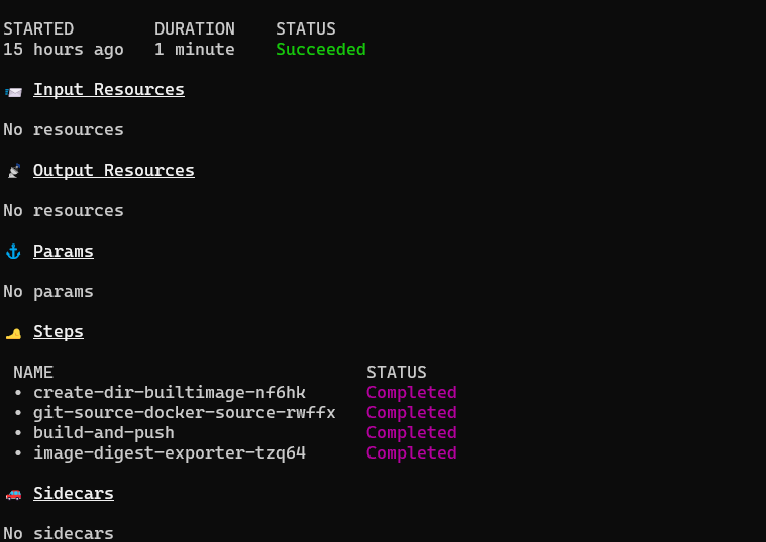 STARTED DURATION STATUS
15 hours ago 1 minute Succeeded
Input Resources
No resources
Output Resources
No resources
Params
No params
Steps
NAME STATUS
• create-dir-builtimage-nf6hk Completed
• git-source-docker-source-rwffx Completed
• build-and-push Completed
• image-digest-exporter-tzq64 Completed
Sidecars
No sidecars